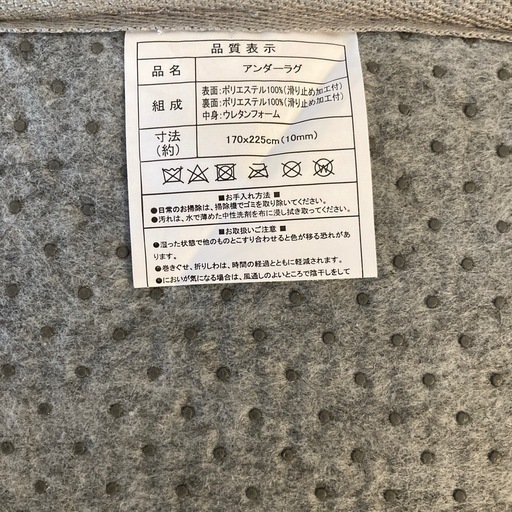 品質表示
品名 アンダーラグ
組成 表面:ポリエステル100%(滑り止め加工付)
裏面:ポリエステル100%(滑り止め加工付)
中身:ウレタンフォーム
寸法(約) 170x225cm(10mm)
■お手入れ方法■
●日常のお掃除は、掃除機でゴミを取り除いてください。
●汚れは、水で薄めた中性洗剤を布に浸し拭き取ってください。
■お取扱いご注意■
●湿った状態で他のものとこすり合わせると色が移る恐れがあ
ります。
●巻きぐせ、折りしわは、時間の経過とともに軽減されます。
●においが気になる場合は、風通しのよいところで陰干しをして